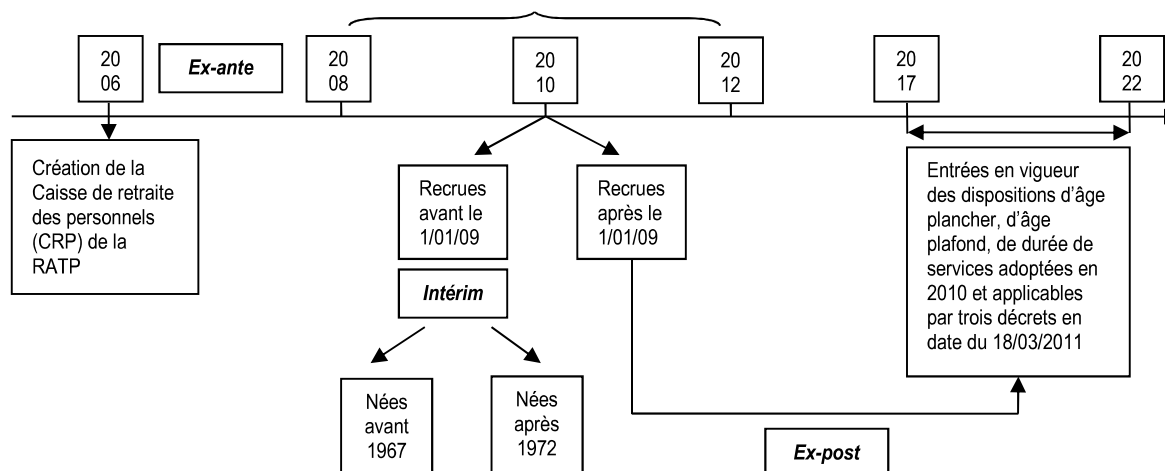 20
06
Ex-ante
20
08
20
10
20
12
20
17
20
22
Création de la
Caisse de retraite
des personnels
(CRP) de la
RATP
Recrues
avant le
1/01/09
Recrues
après le
1/01/09
Entrées en vigueur
des dispositions d’âge
plancher, d’âge
plafond, de durée de
services adoptées en
2010 et applicables
par trois décrets en
date du 18/03/2011
Intérim
Nées
avant
1967
Nées
après
1972
Ex-post